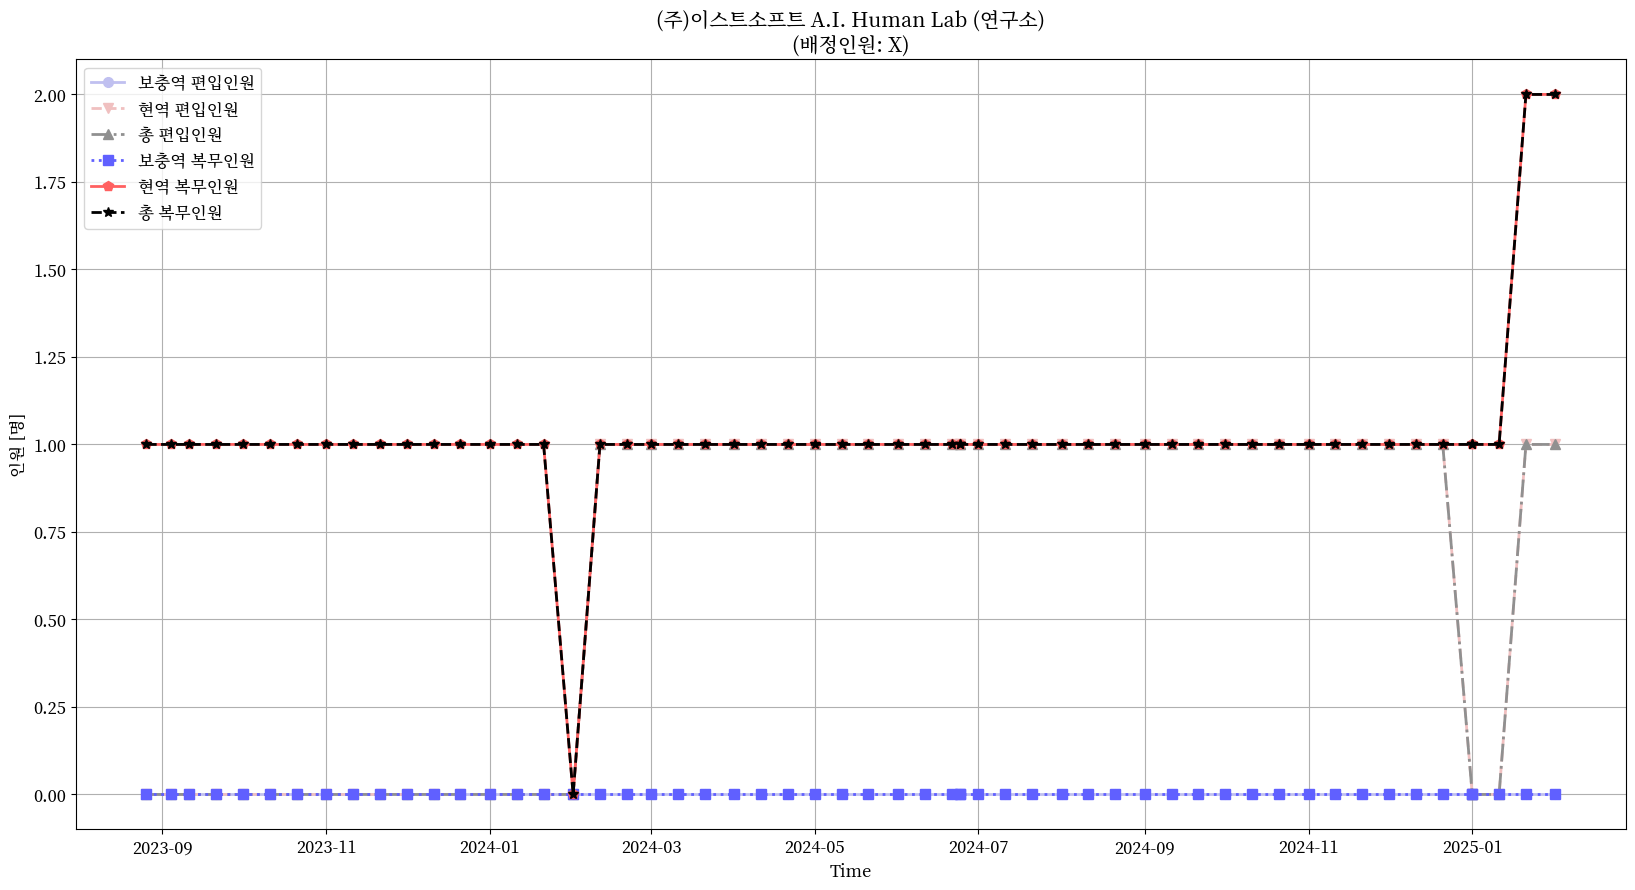 (주)이스트소프트 A.I. Human Lab (연구소)
(배정인원: X)
보충역 편입인원
현역 편입인원
총 편입인원
보충역 복무인원
현역 복무인원
총 복무인원
2.00
1.75
1.50
1.25
1.00
0.75
0.50
0.25
0.00
인원 [명]
2023-09
2023-11
2024-01
2024-03
2024-05
2024-07
2024-09
2024-11
2025-01
Time